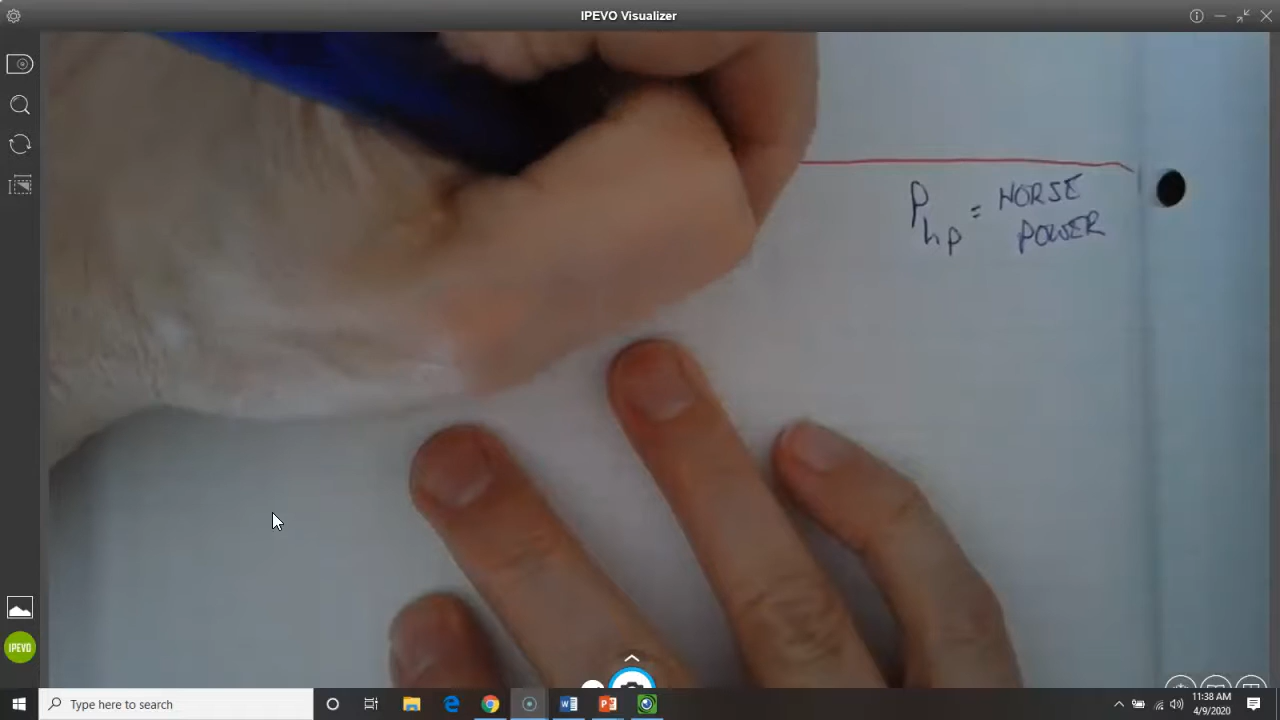 IPEVO Visualizer
P hp = HORSE
POWER
IPEVO
Type here to search
11:38 AM
4/9/2020